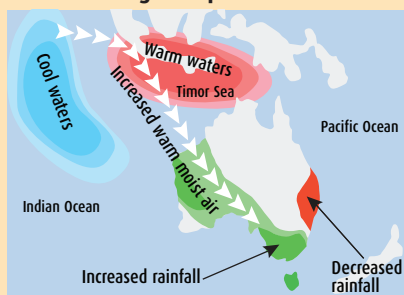 Warm waters
Timor Sea
Cool waters
Increased warm moist air
Pacific Ocean
Indian Ocean
Increased rainfall
Decreased
rainfall